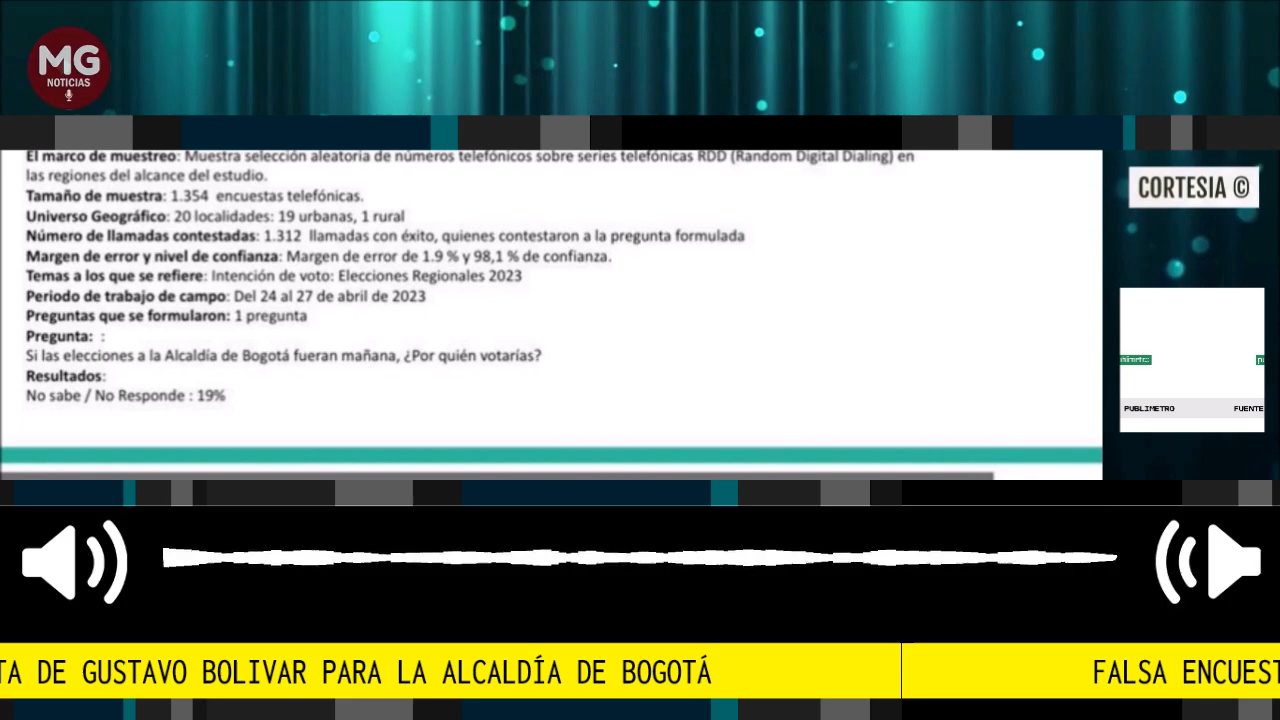 MG
NOTICIAS
El marco de muestreo: Muestra selección aleatoria de números telefónicos sobre series telefónicas RDD (Random Digital Dialing) en
las regiones del alcance del estudio.
Tamaño de muestra: 1.354 encuestas telefónicas.
Universo Geográfico: 20 localidades: 19 urbanas, 1 rural
Número de llamadas contestadas: 1.312 llamadas con éxito, quienes contestaron a la pregunta formulada
Margen de error y nivel de confianza: Margen de error de 1.9 % y 98,1 % de confianza.
Temas a los que se refiere: Intención de voto: Elecciones Regionales 2023
Periodo de trabajo de campo: Del 24 al 27 de abril de 2023
Preguntas que se formularon: 1 pregunta
Pregunta: :
Si las elecciones a la Alcaldía de Bogotá fueran mañana, ¿Por quién votarías?
Resultados:
No sabe / No Responde : 19%
CORTESIA ©
PUBLIMETRO FUENTE
TA DE GUSTAVO BOLIVAR PARA LA ALCALDÍA DE BOGOTÁ FALSA ENCUEST